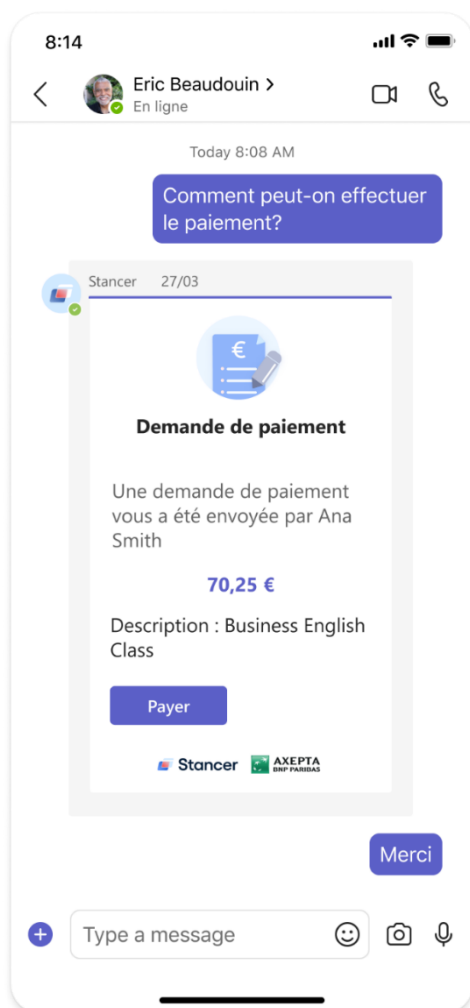 8:14
Eric Beaudouin >
En ligne
Today 8:08 AM
Comment peut-on effectuer
le paiement?
Stancer 27/03
€
Demande de paiement
Une demande de paiement
vous a été envoyée par Ana
Smith
70,25 €
Description : Business English
Class
Payer
Stancer AXEPTA
BNP PARIBAS
Merci
Type a message